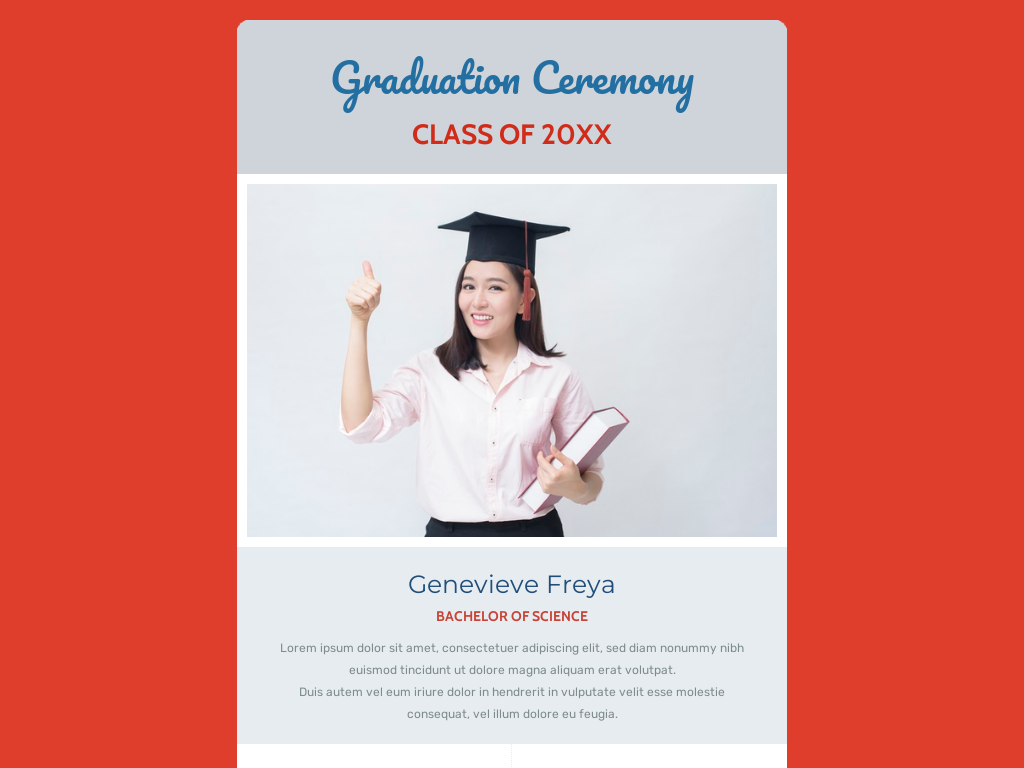 Graduation Ceremony
CLASS OF 20XX
Genevieve Freya
BACHELOR OF SCIENCE
Lorem ipsum dolor sit amet, consectetuer adipiscing elit, sed diam nonummy nibh
euismod tincidunt ut dolore magna aliquam erat volutpat.
Duis autem vel eum iriure dolor in hendrerit in vulputate velit esse molestie
consequat, vel illum dolore eu feugia.